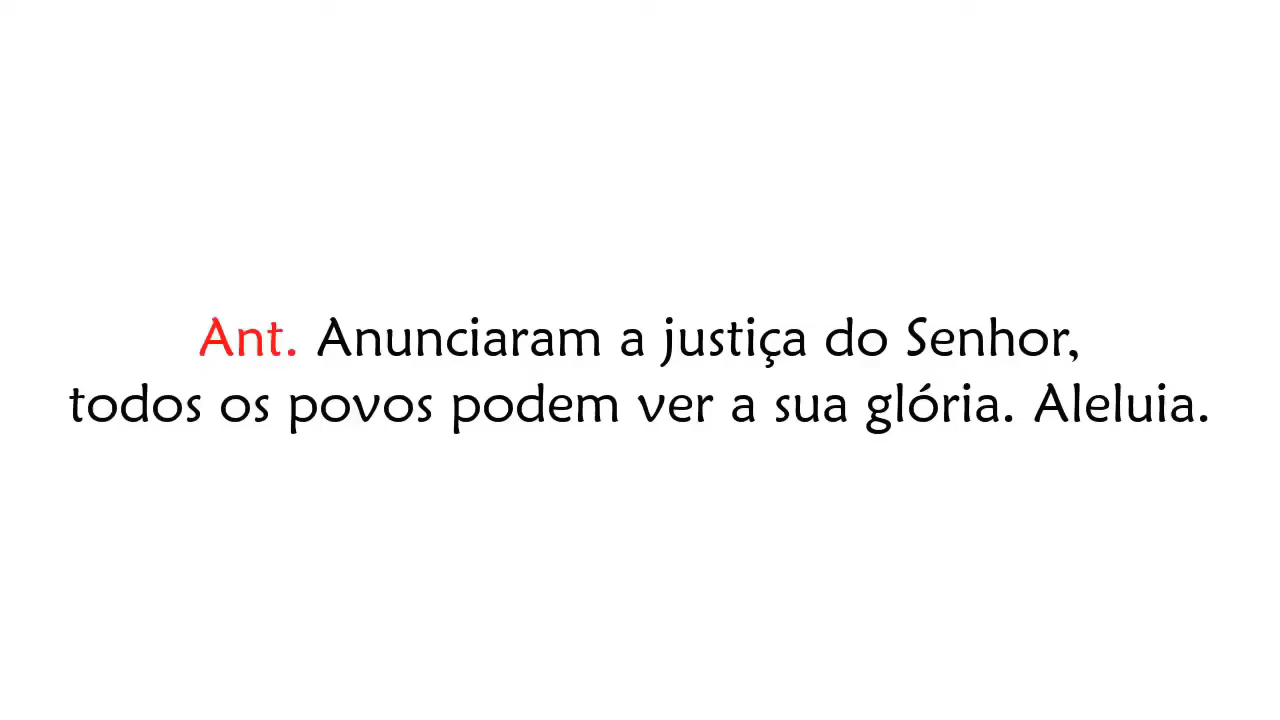 Ant. Anunciaram a justiça do Senhor,
todos os povos podem ver a sua glória. Aleluia.